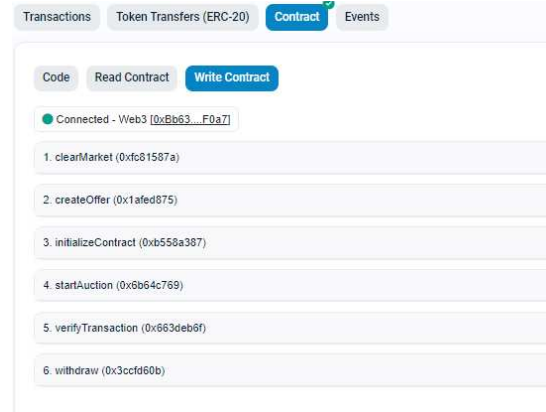 Transactions Token Transfers (ERC-20) Contract Events
Code Read Contract Write Contract
Connected - Web3 [0xBb63....F0a7]
1. clearMarket (0xfc81587a)
2. createOffer (0x1afed875)
3. initializeContract (0xb558a387)
4. startAuction (0x6b64c769)
5. verifyTransaction (0x663deb6f)
6. withdraw (0x3ccfd60b)